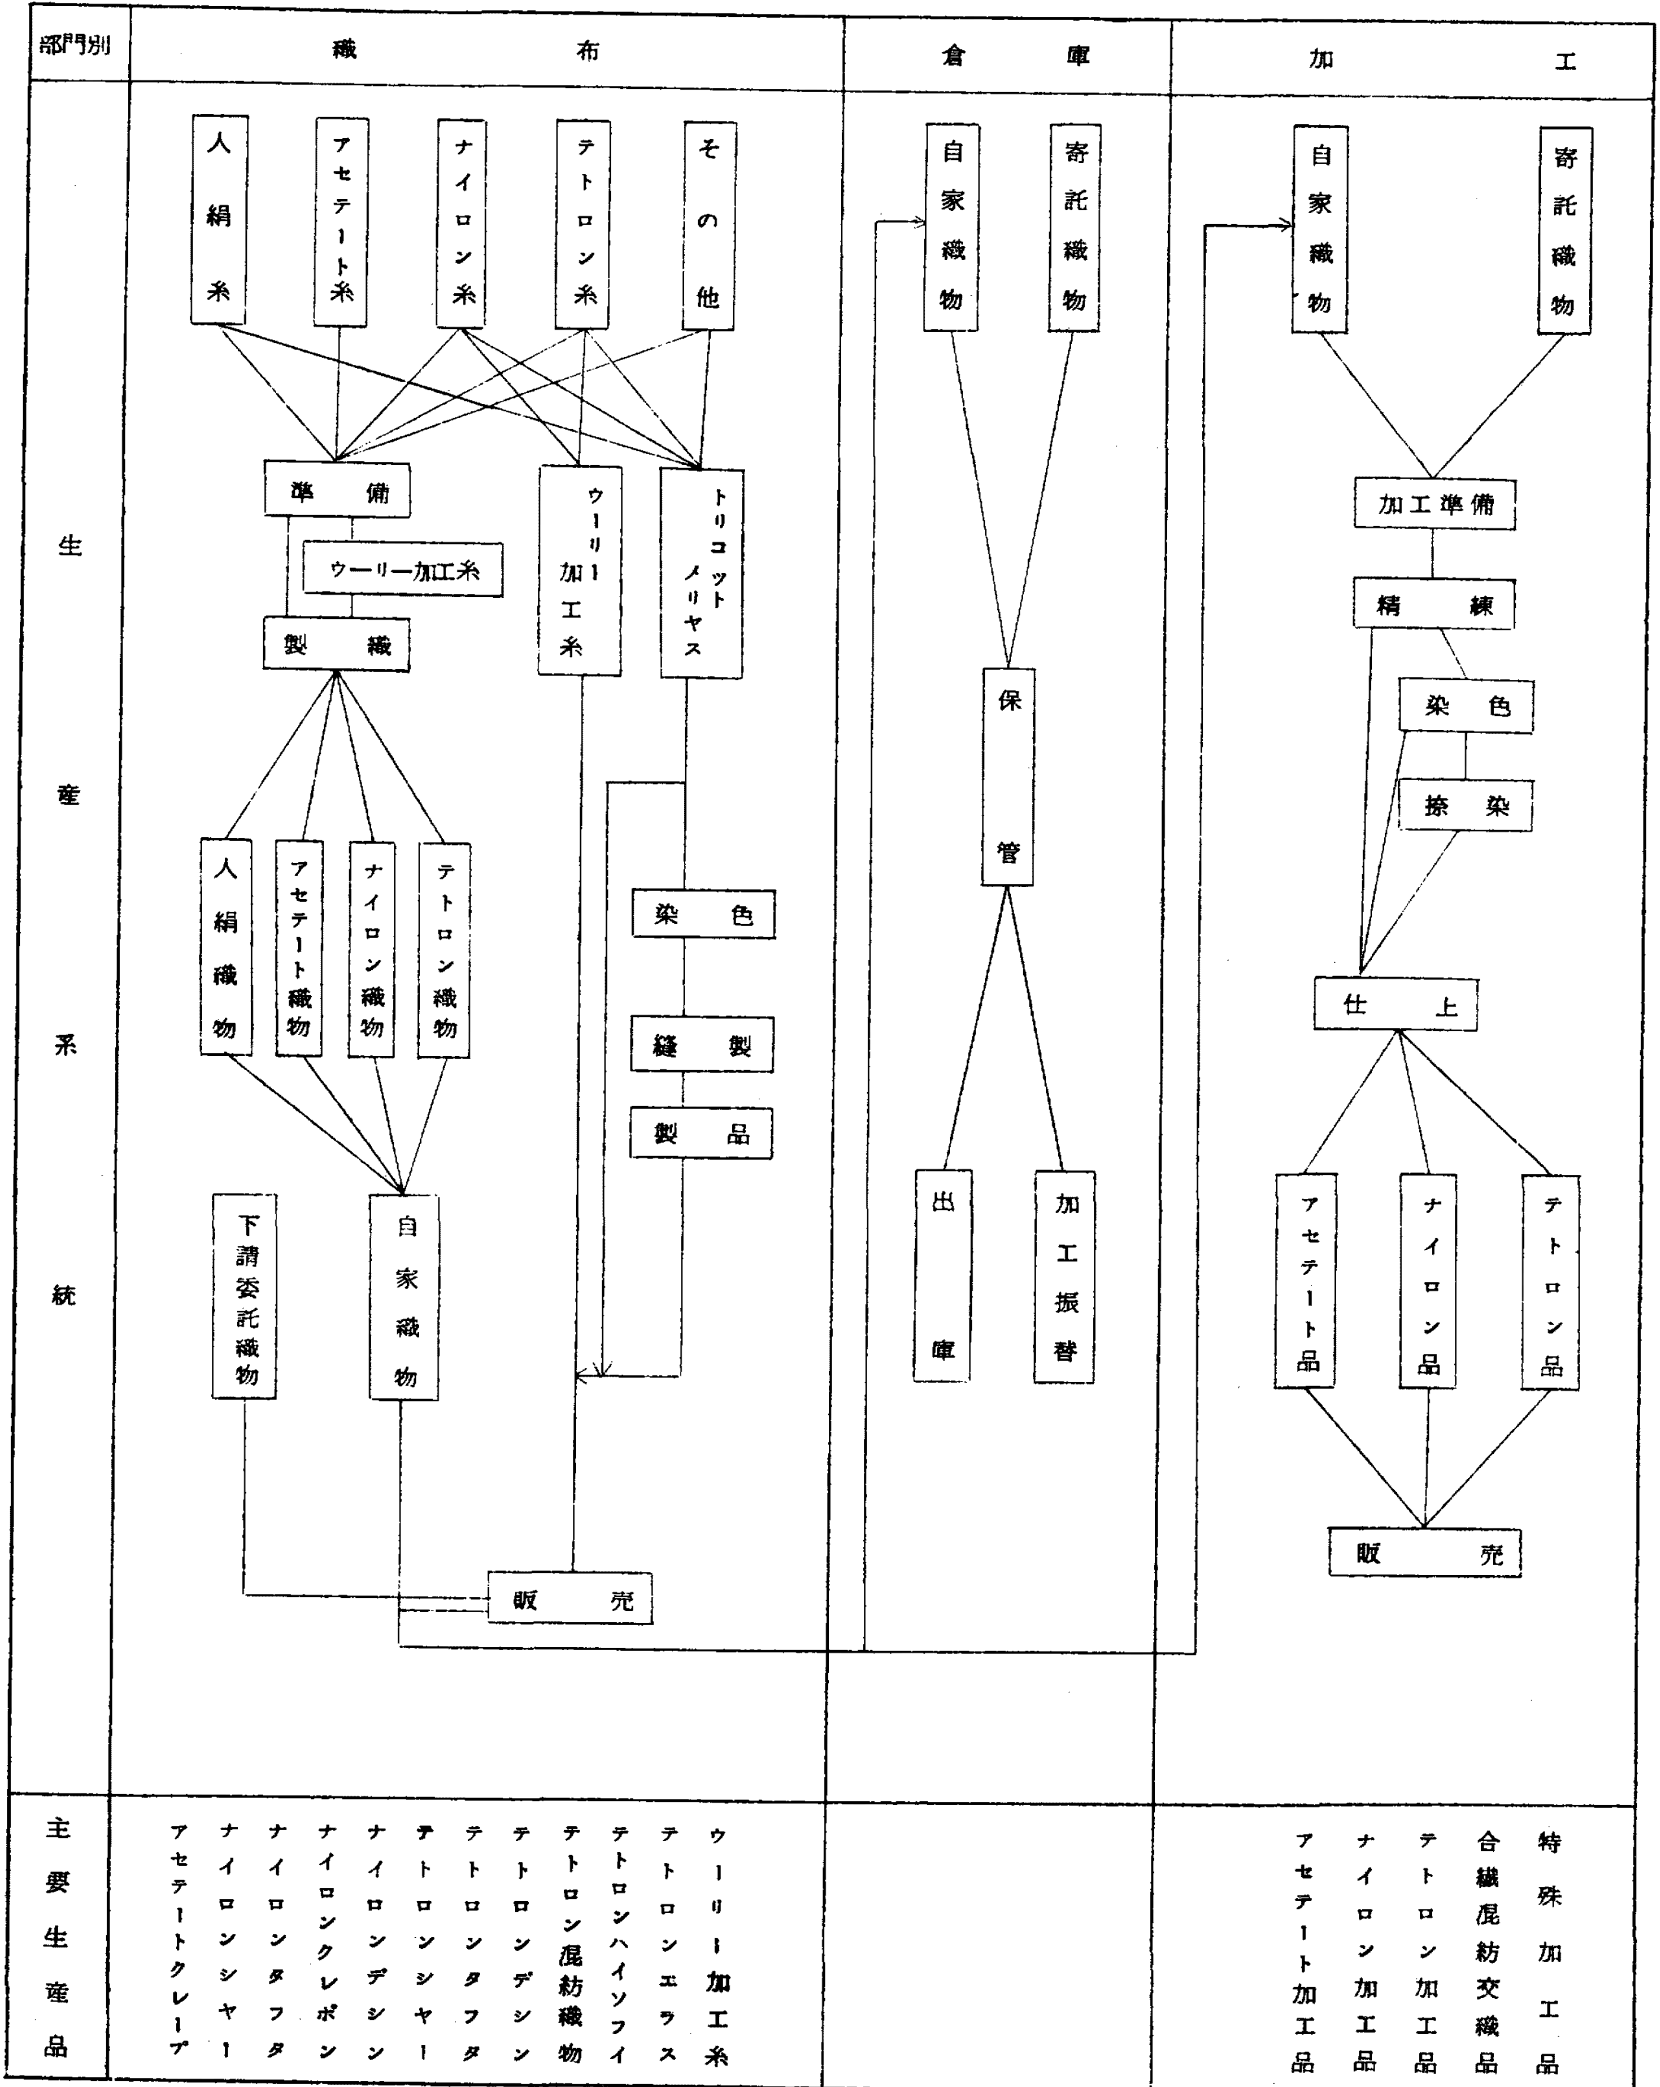 部門別
織布
倉庫
加工
生産系統
人絹糸
アセテート糸
ナイロン糸
テトロン糸
その他
準備
ウーリー加工糸
製織
ウーリー
加工糸
トリコット
メリヤス
人絹織物
アセテート織物
ナイロン織物
テトロン織物
染色
縫製
製品
下請委託織物
自家織物
販売
自家織物
寄託織物
保管
出庫
加工振替
自家織物
寄託織物
加工準備
精練
染色
捺染
仕上
アセテート品
ナイロン品
テトロン品
販売
主要生産品
アセテートクレープ
ナイロンシヤー
ナイロンタフタ
ナイロンクレポン
ナイロンデシン
テトロンシヤー
テトロンタフタ
テトロンデシン
テトロン混紡織物
テトロンハイソフイ
テトロンエラス
ウーリー加工糸
アセテート加工品
ナイロン加工品
テトロン加工品
合繊混紡交織品
特殊加工品